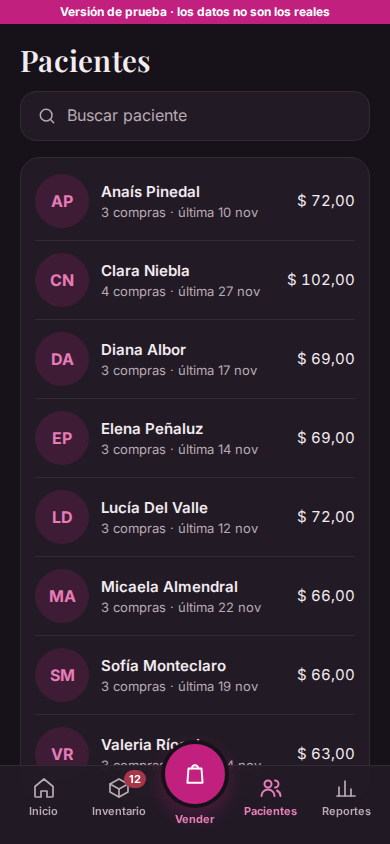 Versión de prueba · los datos no son los reales
Pacientes
Buscar paciente
AP
Anaís Pinedal
3 compras · última 10 nov
$ 72,00
CN
Clara Niebla
4 compras · última 27 nov
$ 102,00
DA
Diana Albor
3 compras · última 17 nov
$ 69,00
EP
Elena Peñaluz
3 compras · última 14 nov
$ 69,00
LD
Lucía Del Valle
3 compras · última 12 nov
$ 72,00
MA
Micaela Almendral
3 compras · última 22 nov
$ 66,00
SM
Sofía Monteclaro
3 compras · última 19 nov
$ 66,00
VR
Valeria
$ 63,00
12
Inicio
Inventario
Vender
Pacientes
Reportes